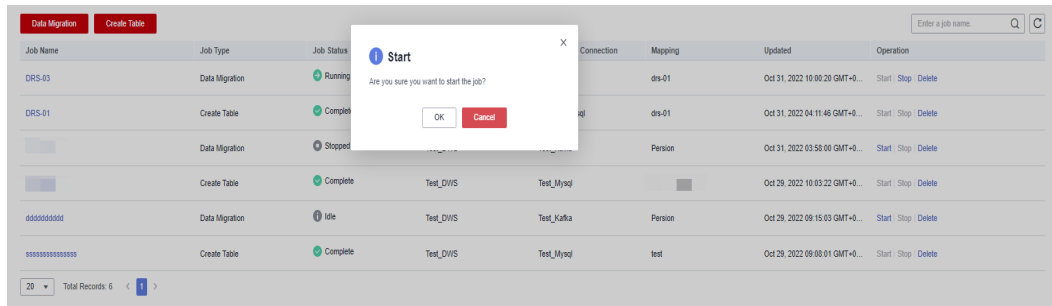 Data Migration Create Table Enter a job name.
Job Name Job Type Job Status Connection Mapping Updated Operation
Start
Are you sure you want to start the job?
OK Cancel
DRS-03 Data Migration Running drs-01 Oct 31, 2022 10:00:20 GMT+0... Start Stop Delete
DRS-01 Create Table drs-01 Oct 31, 2022 04:11:46 GMT+0... Start Stop Delete
Data Migration Stopped Persion Oct 31, 2022 03:58:00 GMT+0... Start Stop Delete
Create Table Complete Test_DWS Test_Mysql Oct 29, 2022 10:03:22 GMT+0... Start Stop Delete
dddddddddd Data Migration Idle Test_DWS Test_Kafka Persion Oct 29, 2022 09:15:03 GMT+0... Start Stop Delete
sssssssssssssss Create Table Complete Test_DWS Test_Mysql test Oct 29, 2022 09:08:01 GMT+0... Start Stop Delete
20 Total Records: 6 < 1 >